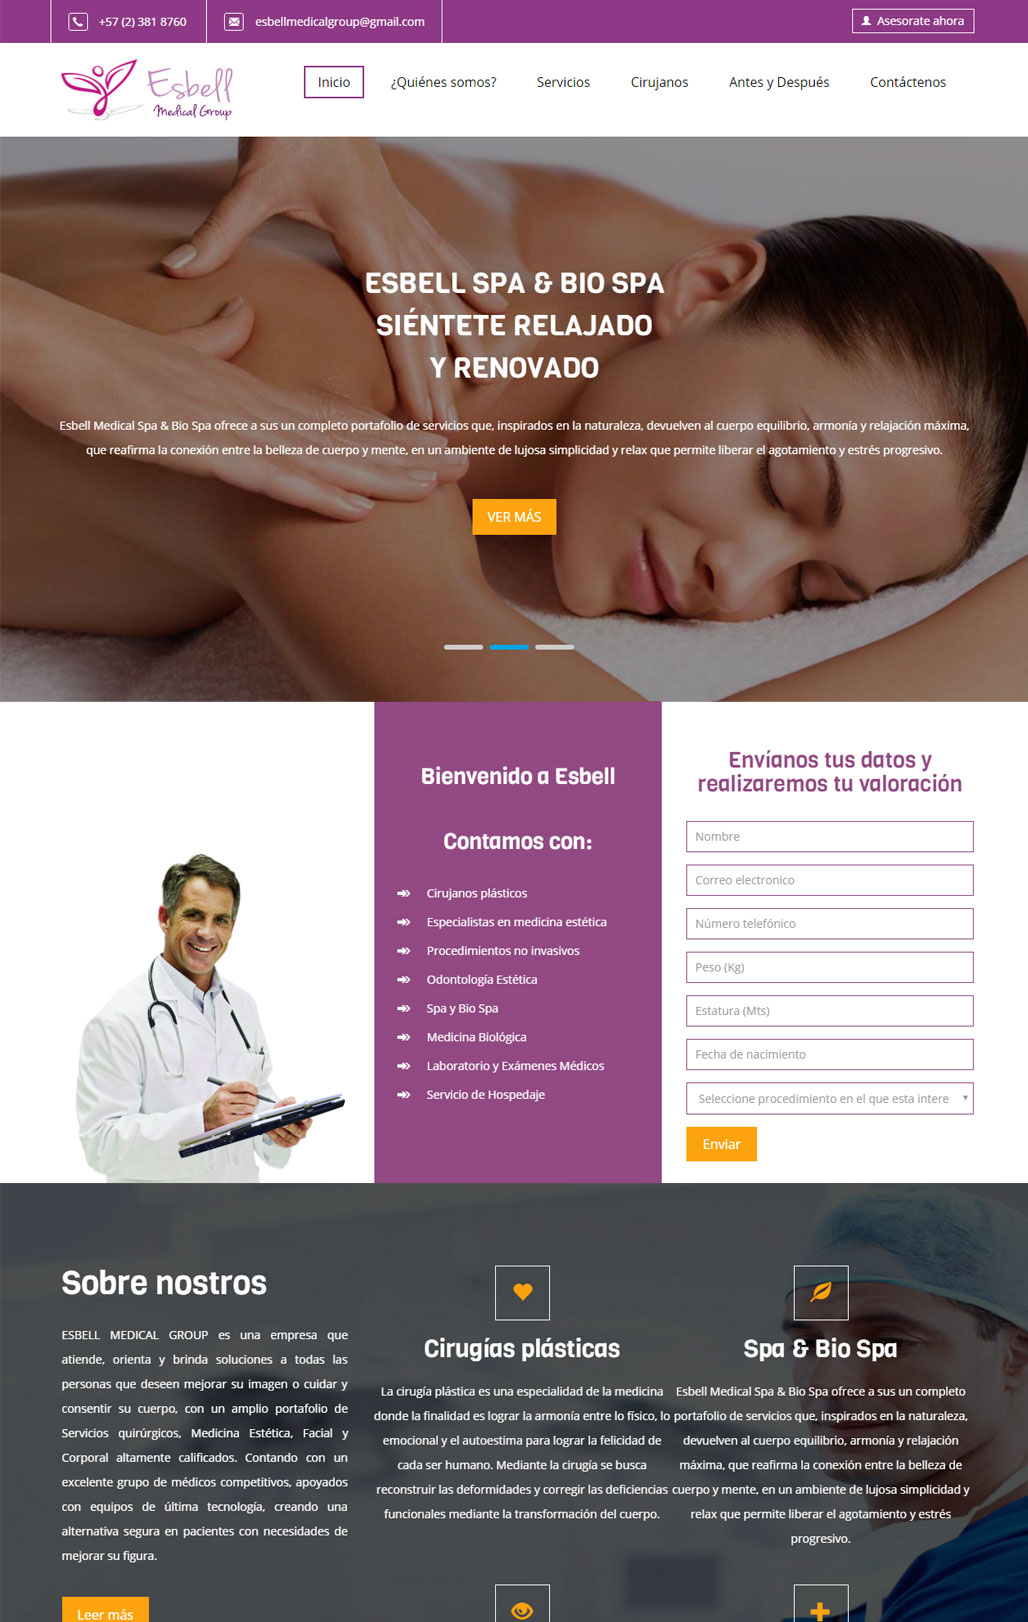 +57 (2) 381 8760
esbellmedicalgroup@gmail.com
Asesorate ahora
Esbell
Medical Group
Inicio
¿Quiénes somos?
Servicios
Cirujanos
Antes y Después
Contáctenos
ESBELL SPA & BIO SPA
SIÉNTETE RELAJADO
Y RENOVADO
Esbell Medical Spa & Bio Spa ofrece a sus un completo portafolio de servicios que, inspirados en la naturaleza, devuelven al cuerpo equilibrio, armonía y relajación máxima,
que reafirma la conexión entre la belleza de cuerpo y mente, en un ambiente de lujosa simplicidad y relax que permite liberar el agotamiento y estrés progresivo.
VER MÁS
Bienvenido a Esbell
Contamos con:
Cirujanos plásticos
Especialistas en medicina estética
Procedimientos no invasivos
Odontología Estética
Spa y Bio Spa
Medicina Biológica
Laboratorio y Exámenes Médicos
Servicio de Hospedaje
Envíanos tus datos y
realizaremos tu valoración
Nombre
Correo electronico
Número telefónico
Peso (Kg)
Estatura (Mts)
Fecha de nacimiento
Seleccione procedimiento en el que esta intere
Enviar
Sobre nostros
ESBELL MEDICAL GROUP es una empresa que
atiende, orienta y brinda soluciones a todas las
personas que deseen mejorar su imagen o cuidar y
consentir su cuerpo, con un amplio portafolio de
Servicios quirúrgicos, Medicina Estética, Facial y
Corporal altamente calificados. Contando con un
excelente grupo de médicos competitivos, apoyados
con equipos de última tecnología, creando una
alternativa segura en pacientes con necesidades de
mejorar su figura.
Leer más
Cirugías plásticas
La cirugía plástica es una especialidad de la medicina
donde la finalidad es lograr la armonía entre lo físico, lo
emocional y el autoestima para lograr la felicidad de
cada ser humano. Mediante la cirugía se busca
reconstruir las deformidades y corregir las deficiencias
funcionales mediante la transformación del cuerpo.
Spa & Bio Spa
Esbell Medical Spa & Bio Spa ofrece a sus un completo
portafolio de servicios que, inspirados en la naturaleza,
devuelven al cuerpo equilibrio, armonía y relajación
máxima, que reafirma la conexión entre la belleza de
cuerpo y mente, en un ambiente de lujosa simplicidad y
relax que permite liberar el agotamiento y estrés
progresivo.